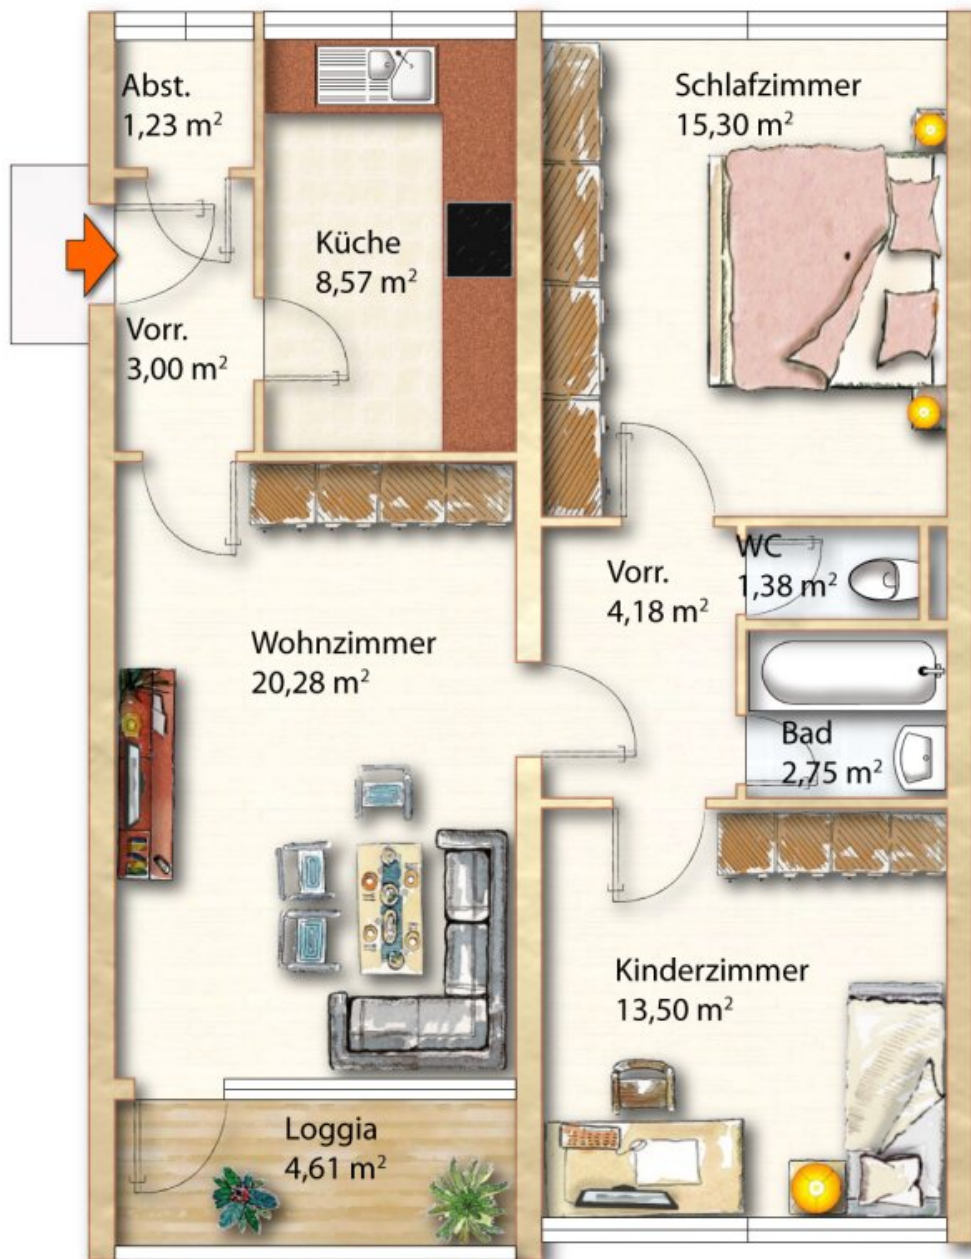 Abst.
1,23 m²
Schlafzimmer
15,30 m²
Küche
8,57 m²
Vorr.
3,00 m²
WC
1,38 m²
Vorr.
4,18 m²
Wohnzimmer
20,28 m²
Bad
2,75 m²
Kinderzimmer
13,50 m²
Loggia
4,61 m²